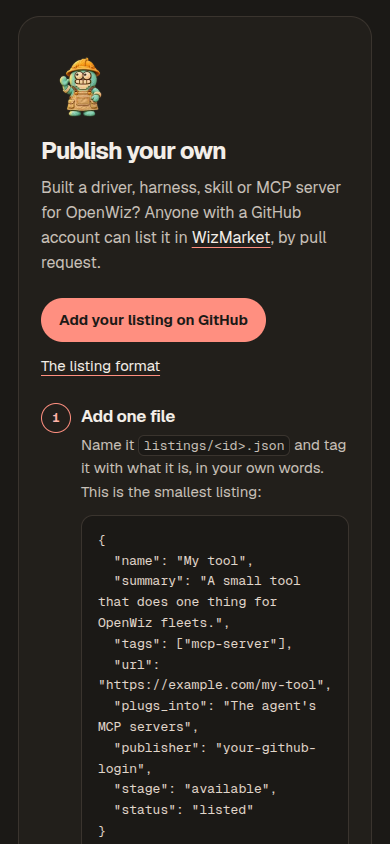 Publish your own
Built a driver, harness, skill or MCP server
for OpenWiz? Anyone with a GitHub
account can list it in WizMarket, by pull
request.
Add your listing on GitHub
The listing format
1 Add one file
Name it listings/<id>.json and tag
it with what it is, in your own words.
This is the smallest listing:
{
  "name": "My tool",
  "summary": "A small tool
that does one thing for
OpenWiz fleets.",
  "tags": ["mcp-server"],
  "url":
"https://example.com/my-tool",
  "plugs_into": "The agent's
MCP servers",
  "publisher": "your-github-
login",
  "stage": "available",
  "status": "listed"
}